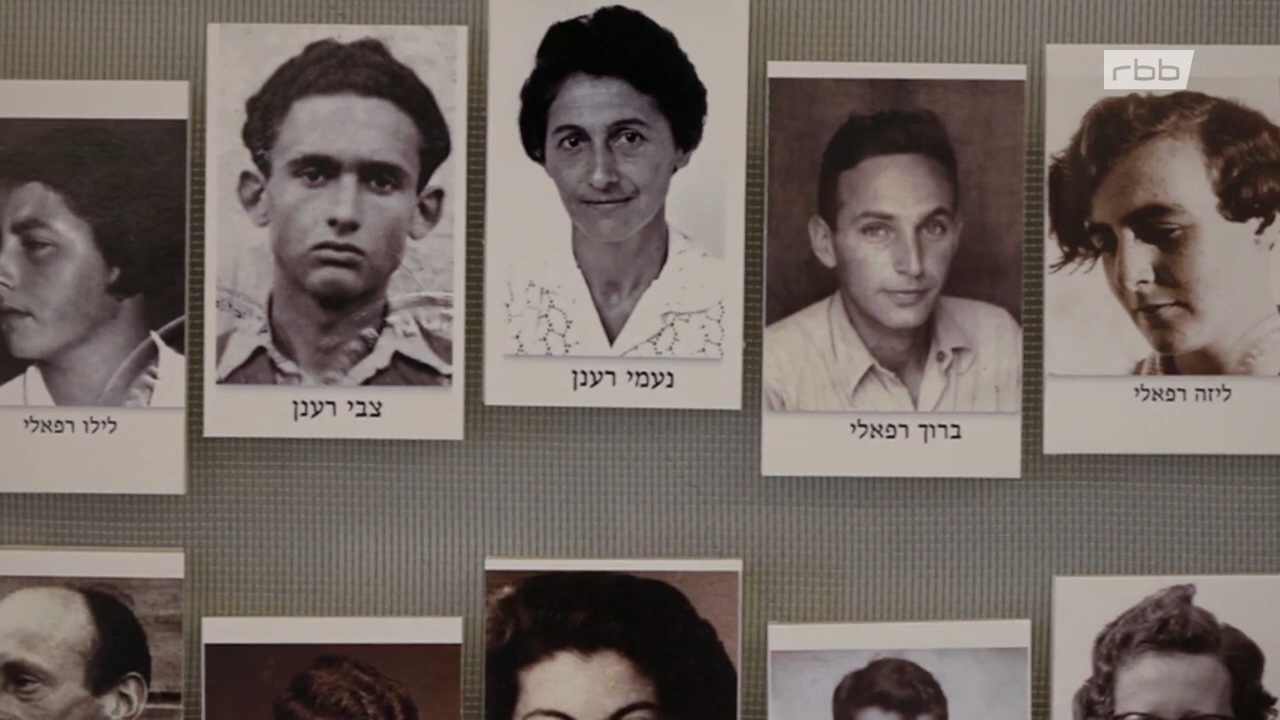 rbb
ליזה רפאלי
ברוך רפאלי
נעמי רענן
צבי רענן
לילו רפאלי